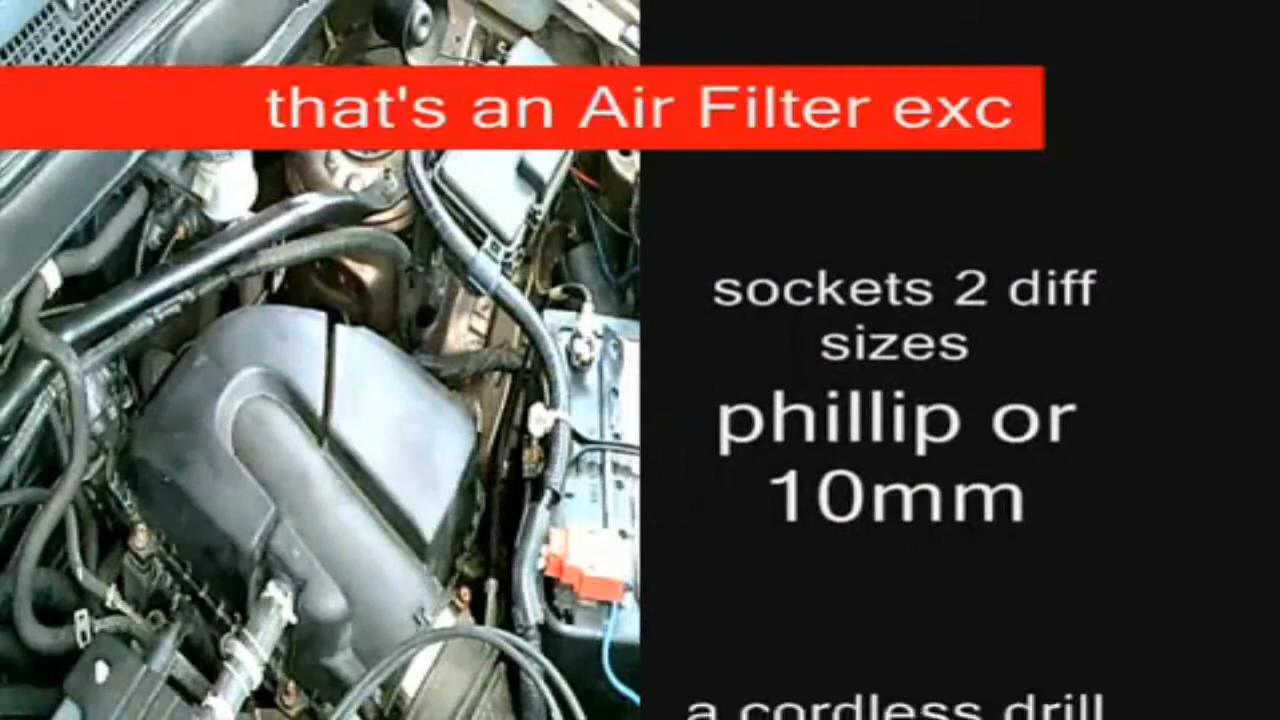 that's an Air Filter exc
sockets 2 diff
sizes
phillip or
10mm
a cordless drill